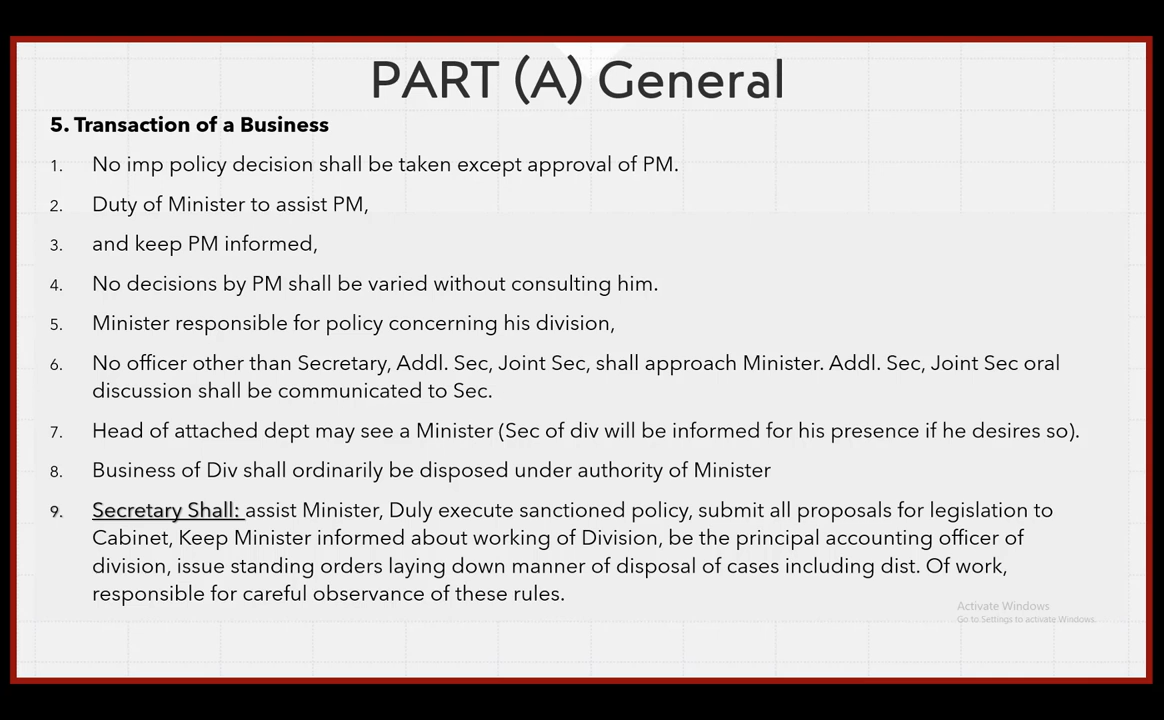 PART (A) General
5. Transaction of a Business
1. No imp policy decision shall be taken except approval of PM.
2. Duty of Minister to assist PM,
3. and keep PM informed,
4. No decisions by PM shall be varied without consulting him.
5. Minister responsible for policy concerning his division,
6. No officer other than Secretary, Addl. Sec, Joint Sec, shall approach Minister. Addl. Sec, Joint Sec oral
discussion shall be communicated to Sec.
7. Head of attached dept may see a Minister (Sec of div will be informed for his presence if he desires so).
8. Business of Div shall ordinarily be disposed under authority of Minister
9. Secretary Shall: assist Minister, Duly execute sanctioned policy, submit all proposals for legislation to
Cabinet, Keep Minister informed about working of Division, be the principal accounting officer of
division, issue standing orders laying down manner of disposal of cases including dist. Of work,
responsible for careful observance of these rules.
Activate Windows
Go to Settings to activate Windows.